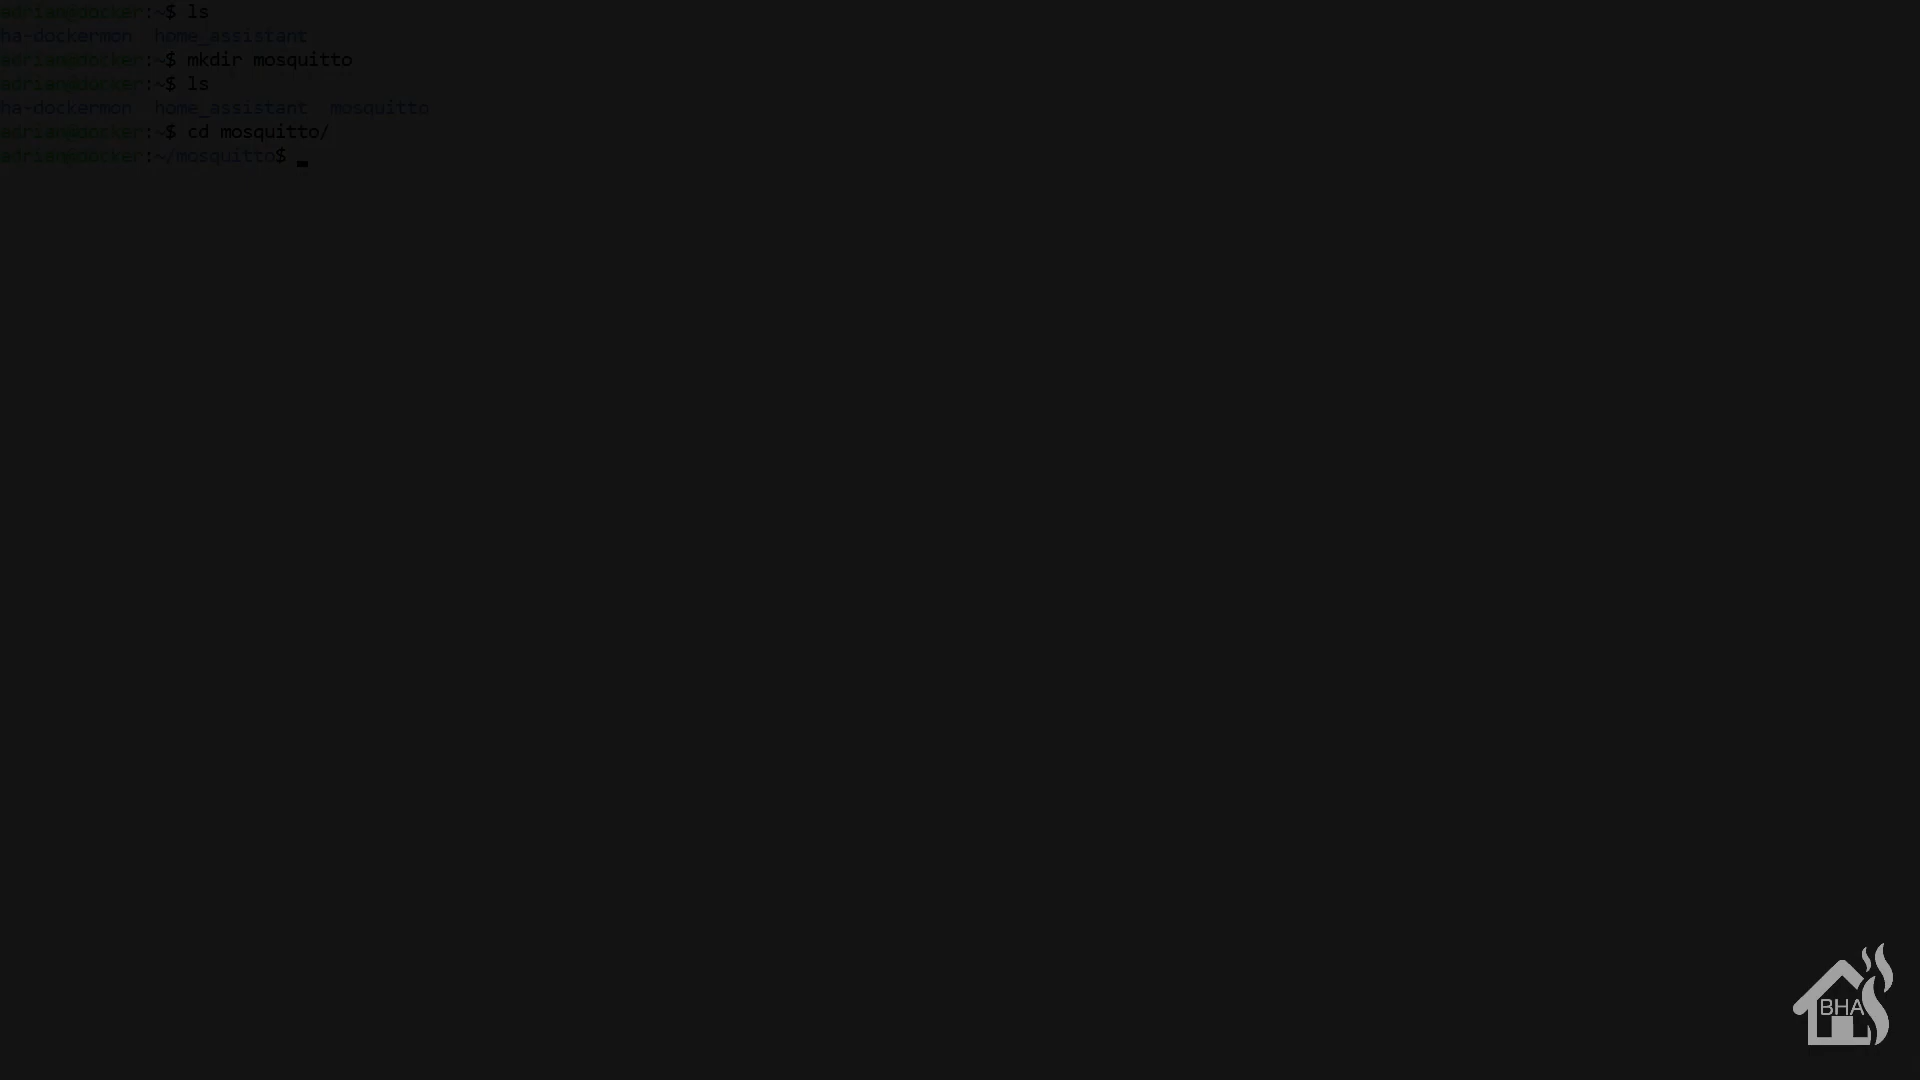 adrian@docker:~$ ls
ha-dockermon  home_assistant
adrian@docker:~$ mkdir mosquitto
adrian@docker:~$ ls
ha-dockermon  home_assistant  mosquitto
adrian@docker:~$ cd mosquitto/
adrian@docker:~/mosquitto$
BHA